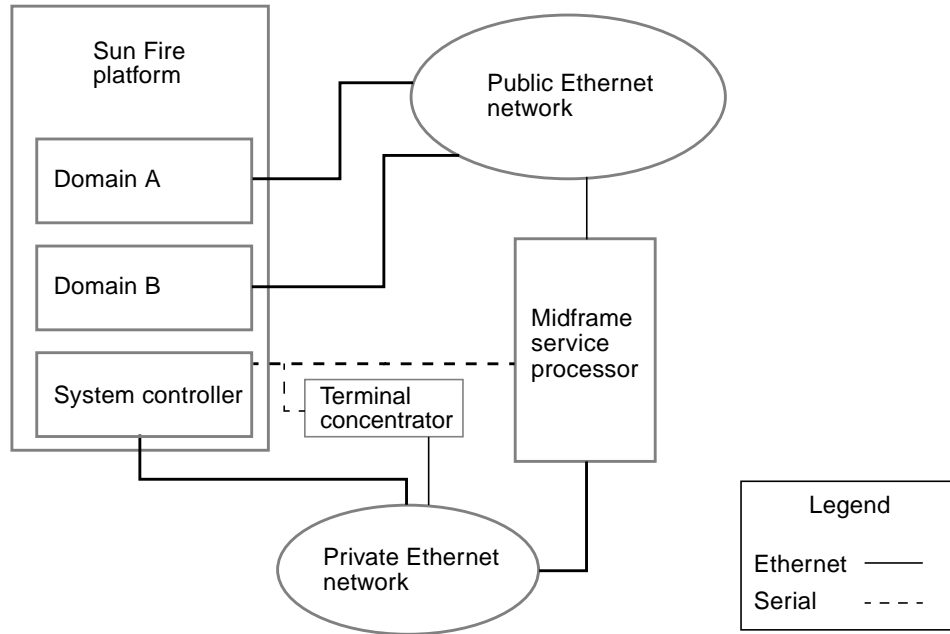 Sun Fire
platform
Public Ethernet
network
Domain A
Domain B
Midframe
service
processor
System controller
Terminal
concentrator
Private Ethernet
network
Legend
Ethernet
Serial